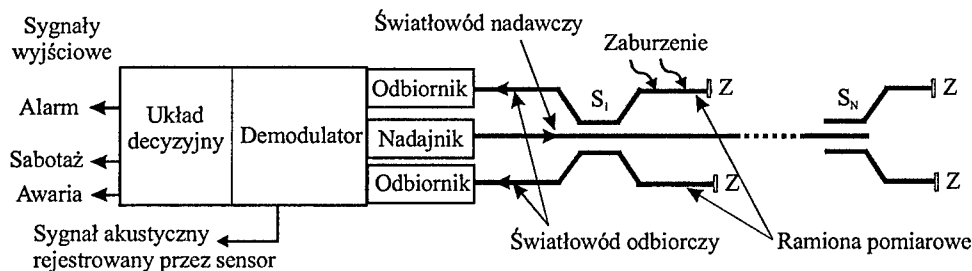 Sygnały
wyjściowe
Alarm
Sabotaż
Awaria
Układ
decyzyjny
Demodulator
Odbiornik
Nadajnik
Odbiornik
Sygnał akustyczny
rejestrowany przez sensor
Światłowód nadawczy
Zaburzenie
Z
S₁
Z
Światłowód odbiorczy
Ramiona pomiarowe
S_N
Z
Z